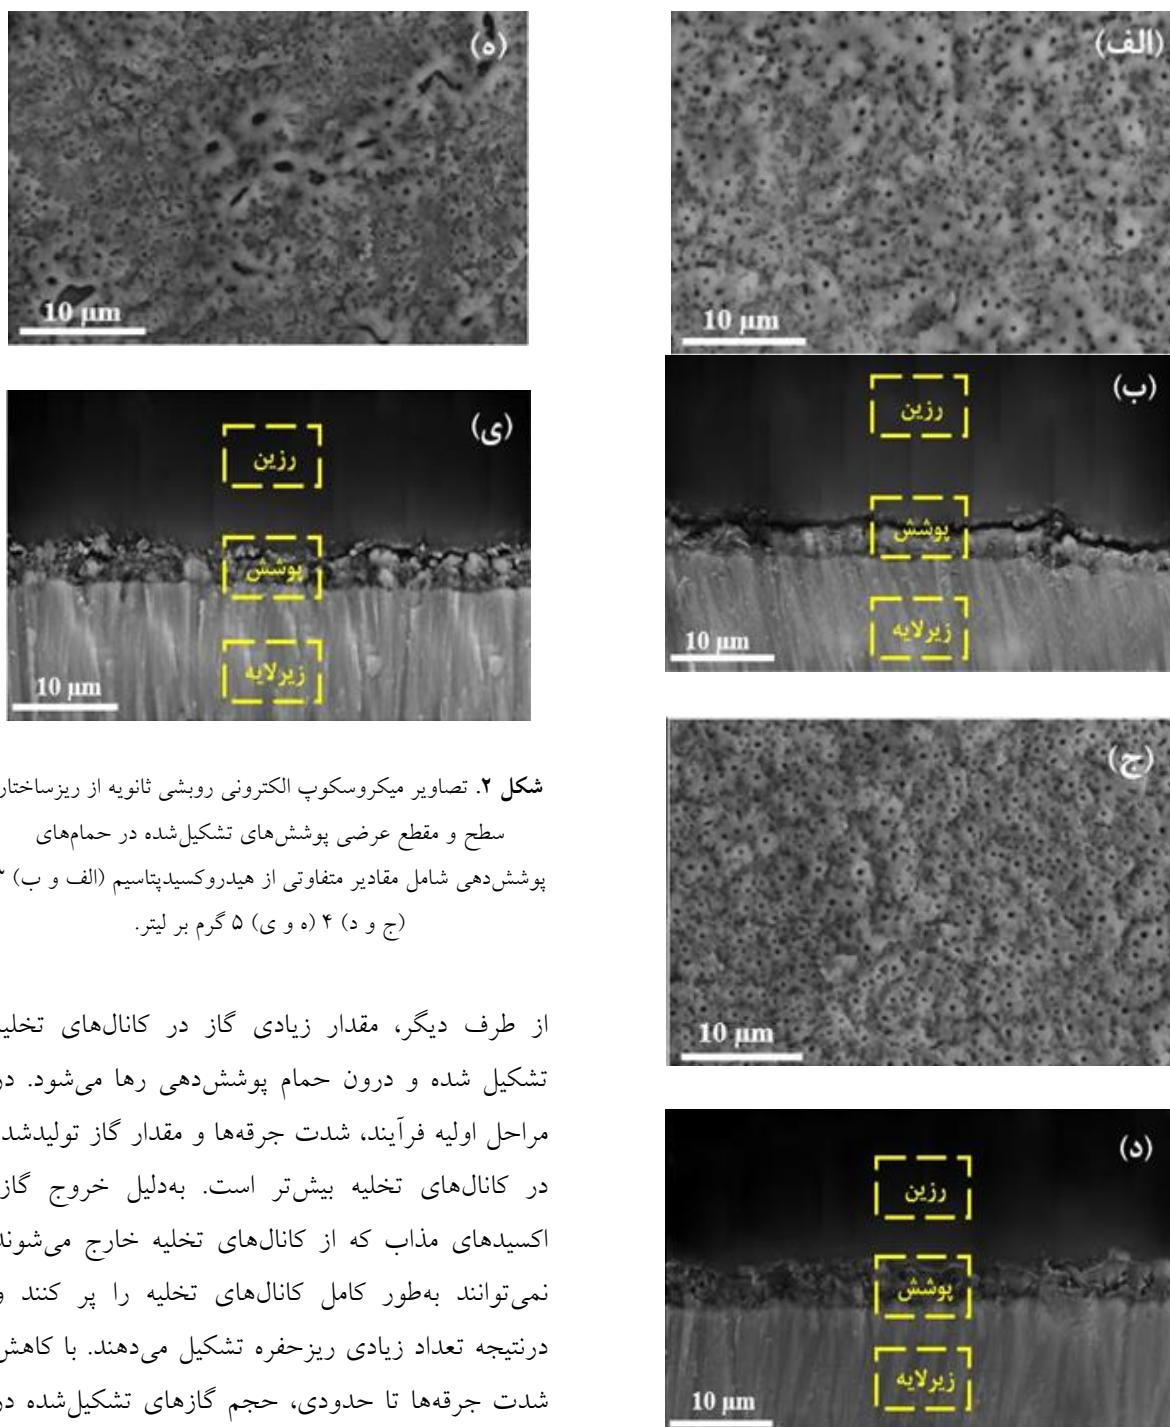 (الف)
10 µm
(ب)
رزین
پوشش
زیرلایه
10 µm
(ج)
10 µm
(د)
رزین
پوشش
زیرلایه
10 µm
(ه)
10 µm
(ی)
رزین
پوشش
زیرلایه
10 µm
شکل ۲. تصاویر میکروسکوپ الکترونی روبشی ثانویه از ریزساختار
سطح و مقطع عرضی پوشش‌های تشکیل‌شده در حمام‌های
پوشش‌دهی شامل مقادیر متفاوتی از هیدروکسیدپتاسیم (الف و ب) ۳
(ج و د) ۴ (ه و ی) ۵ گرم بر لیتر.
از طرف دیگر، مقدار زیادی گاز در کانال‌های تخلیه
تشکیل شده و درون حمام پوشش‌دهی رها می‌شود. در
مراحل اولیه فرآیند، شدت جرقه‌ها و مقدار گاز تولیدشد
در کانال‌های تخلیه بیش‌تر است. به‌دلیل خروج گاز
اکسیدهای مذاب که از کانال‌های تخلیه خارج می‌شوند
نمی‌توانند به‌طور کامل کانال‌های تخلیه را پر کنند و
درنتیجه تعداد زیادی ریزحفره تشکیل می‌دهند. با کاهش
شدت جرقه‌ها تا حدودی، حجم گازهای تشکیل‌شده در